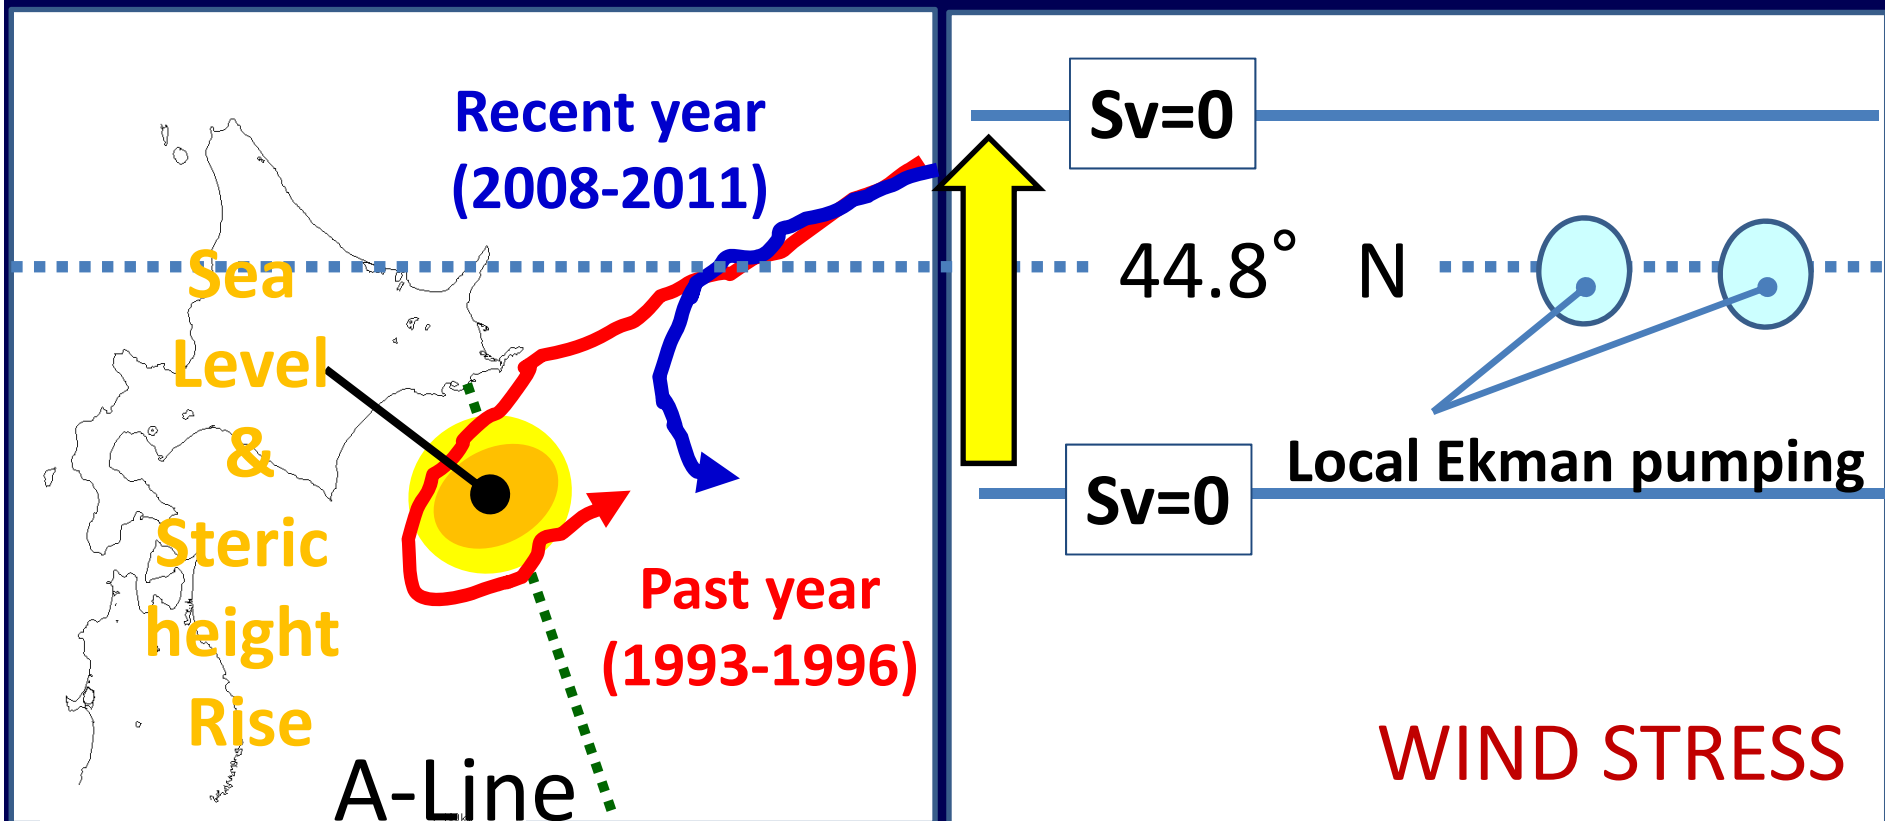 Recent year
(2008-2011)
Sea
Level
&
Steric
height
Rise
Past year
(1993-1996)
A-Line
Sv=0
44.8° N
Local Ekman pumping
Sv=0
WIND STRESS